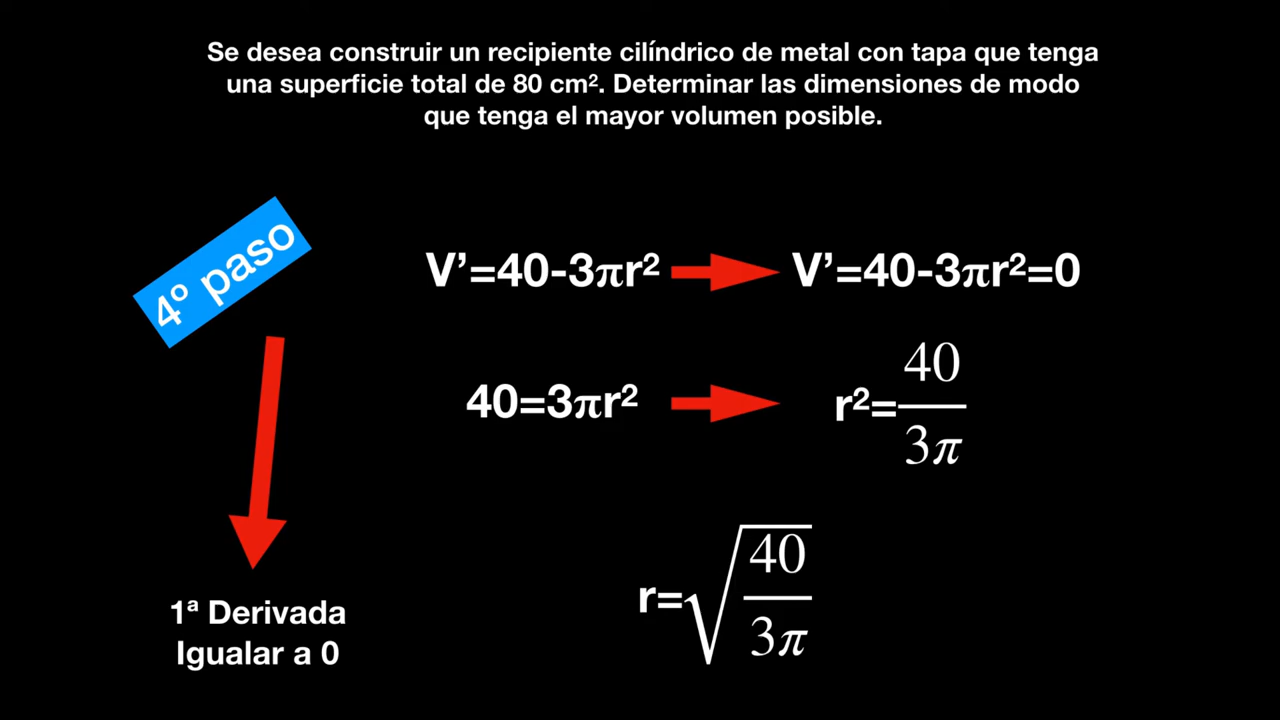 Se desea construir un recipiente cilíndrico de metal con tapa que tenga
una superficie total de 80 cm². Determinar las dimensiones de modo
que tenga el mayor volumen posible.
4º paso
V’=40-3πr² V’=40-3πr²=0
40=3πr² r²=40/3π
r=√40/3π
1ª Derivada
Igualar a 0